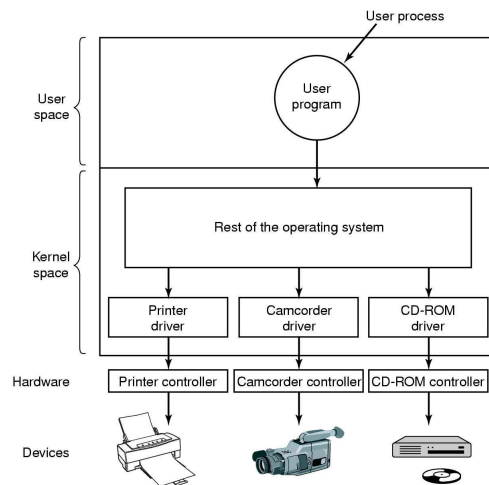 User process
User
space
User
program
Rest of the operating system
Kernel
space
Printer
driver
Camcorder
driver
CD-ROM
driver
Hardware
Printer controller
Camcorder controller
CD-ROM controller
Devices